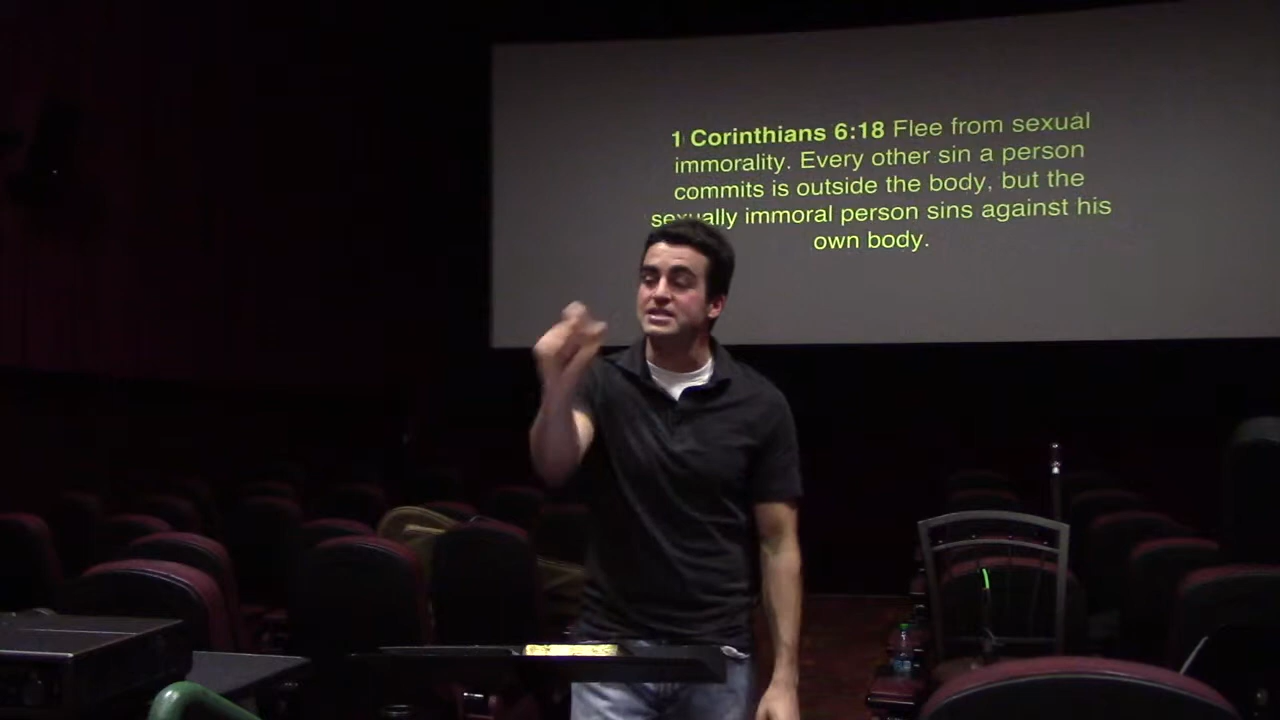 1 Corinthians 6:18 Flee from sexual
immorality. Every other sin a person
commits is outside the body, but the
sexually immoral person sins against his
own body.